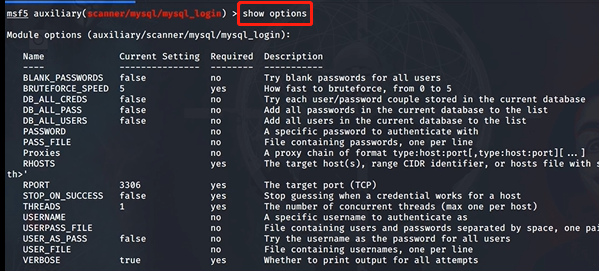 msf5 auxiliary(scanner/mysql/mysql_login) > show options
Module options (auxiliary/scanner/mysql/mysql_login):
Name Current Setting Required Description
---- --------------- -------- -----------
BLANK_PASSWORDS false no Try blank passwords for all users
BRUTEFORCE_SPEED 5 yes How fast to bruteforce, from 0 to 5
DB_ALL_CREDS false no Try each user/password couple stored in the current database
DB_ALL_PASS false no Add all passwords in the current database to the list
DB_ALL_USERS false no Add all users in the current database to the list
PASSWORD no A specific password to authenticate with
PASS_FILE no File containing passwords, one per line
Proxies no A proxy chain of format type:host:port[,type:host:port][...]
RHOSTS yes The target host(s), range CIDR identifier, or hosts file with s
th>'
RPORT 3306 yes The target port (TCP)
STOP_ON_SUCCESS false yes Stop guessing when a credential works for a host
THREADS 1 yes The number of concurrent threads (max one per host)
USERNAME no A specific username to authenticate as
USERPASS_FILE no File containing users and passwords separated by space, one pai
USER_AS_PASS false no Try the username as the password for all users
USER_FILE no File containing usernames, one per line
VERBOSE true yes Whether to print output for all attempts